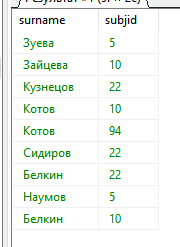 surname subjid
Зуева 5
Зайцева 10
Кузнецов 22
Котов 10
Котов 94
Сидиров 22
Белкин 22
Наумов 5
Белкин 10